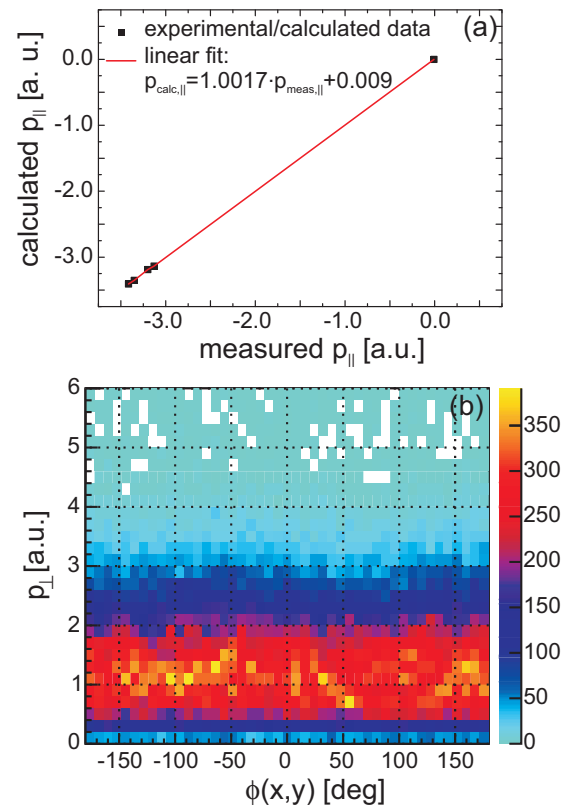 (a)
experimental/calculated data
linear fit:
p_calc,||=1.0017·p_meas,||+0.009
calculated p_|| [a. u.]
0.0
-1.0
-2.0
-3.0
-3.0 -2.0 -1.0 0.0
measured p_|| [a.u.]
(b)
p_⊥ [a.u.]
6
5
4
3
2
1
0
-150 -100 -50 0 50 100 150
ϕ(x,y) [deg]
350
300
250
200
150
100
50
0